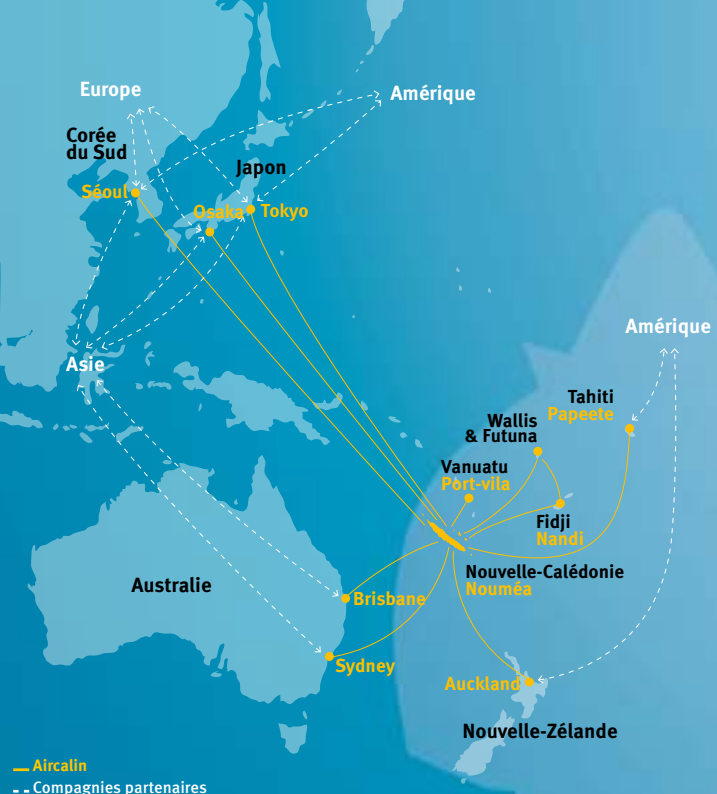 Europe
Amérique
Corée
du Sud
Japon
Séoul
Osaka
Tokyo
Amérique
Asie
Tahiti
Papeete
Wallis
& Futuna
Vanuatu
Port-vila
Fidji
Nandi
Nouvelle-Calédonie
Nouméa
Australie
Brisbane
Sydney
Auckland
Nouvelle-Zélande
Aircalin
Compagnies partenaires